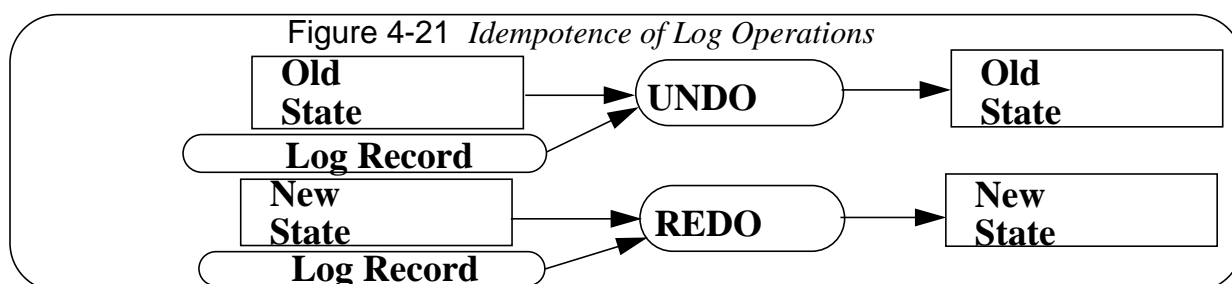 Figure 4-21 Idempotence of Log Operations
Old
State
UNDO
Old
State
Log Record
New
State
REDO
New
State
Log Record